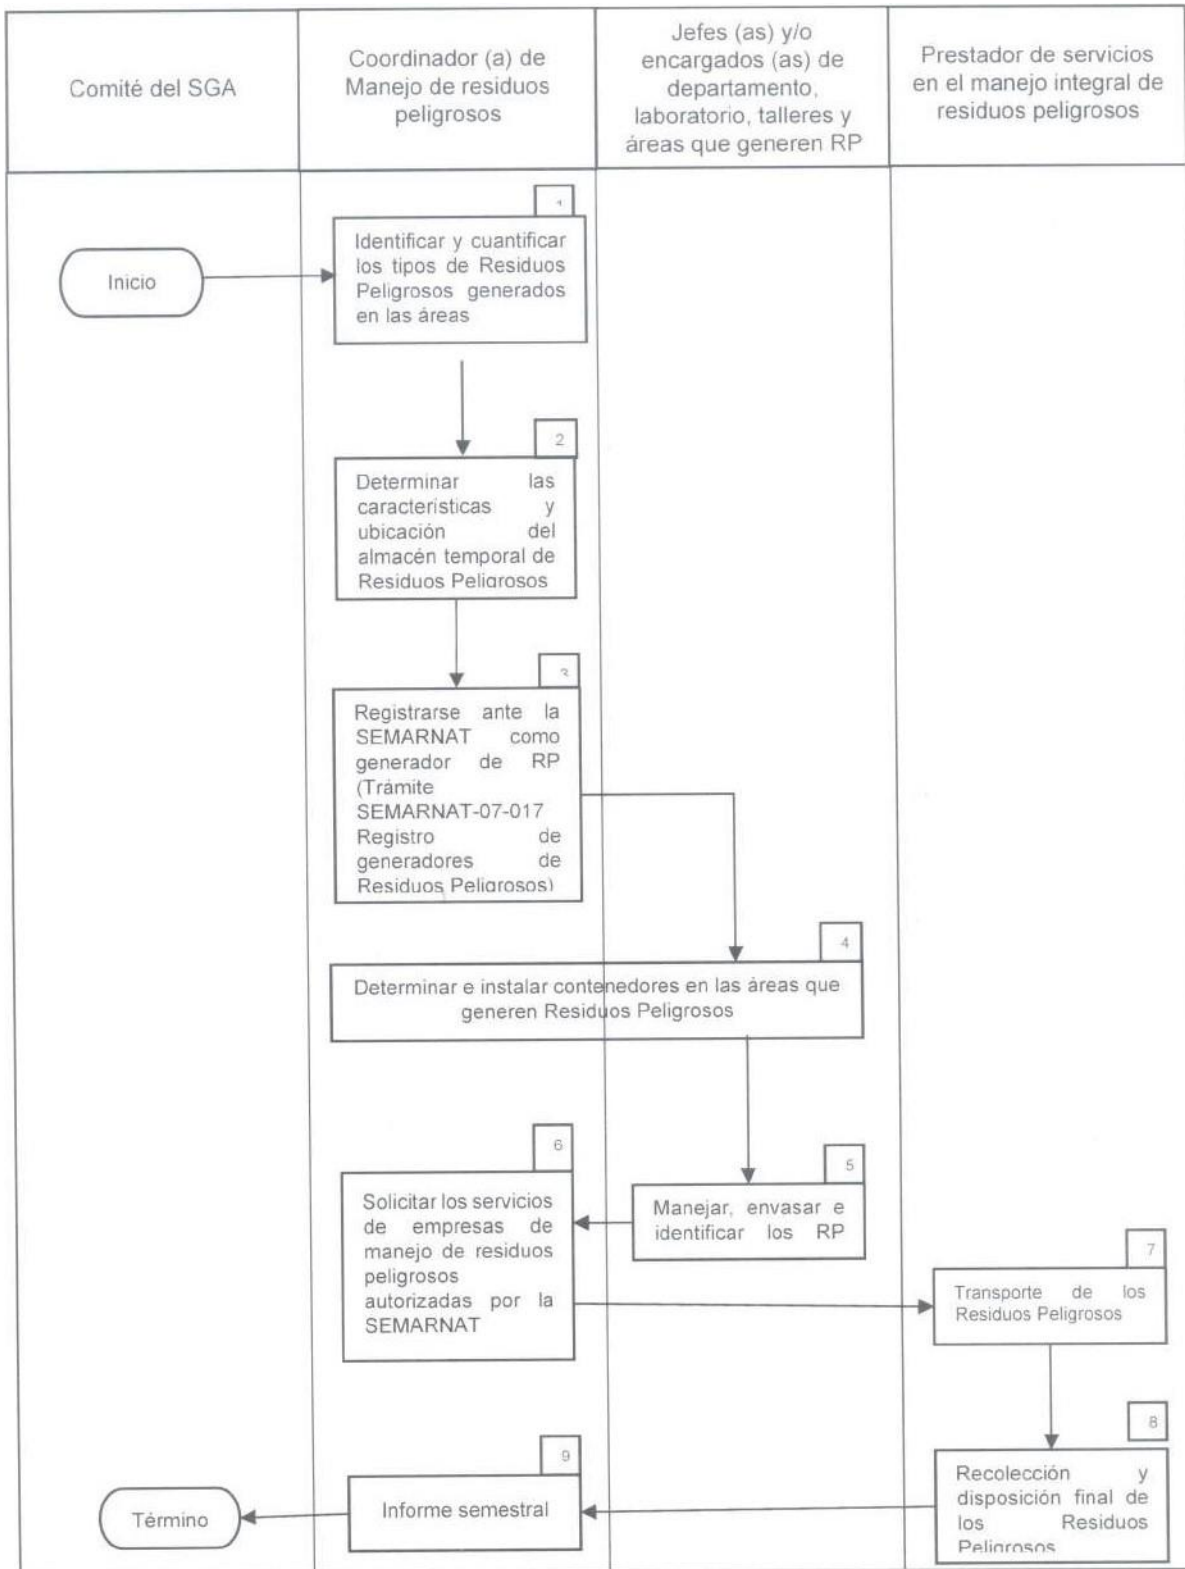 Comité del SGA
Coordinador (a) de
Manejo de residuos
peligrosos
Jefes (as) y/o
encargados (as) de
departamento,
laboratorio, talleres y
áreas que generen RP
Prestador de servicios
en el manejo integral de
residuos peligrosos
Inicio
1
Identificar y cuantificar
los tipos de Residuos
Peligrosos generados
en las áreas
2
Determinar las
características y
ubicación del
almacén temporal de
Residuos Peligrosos
3
Registrarse ante la
SEMARNAT como
generador de RP
(Trámite
SEMARNAT-07-017
Registro de
generadores de
Residuos Peligrosos)
4
Determinar e instalar contenedores en las áreas que
generen Residuos Peligrosos
5
Manejar, envasar e
identificar los RP
6
Solicitar los servicios
de empresas de
manejo de residuos
peligrosos
autorizadas por la
SEMARNAT
7
Transporte de los
Residuos Peligrosos
8
Recolección y
disposición final de
los Residuos
Peligrosos
9
Informe semestral
Término